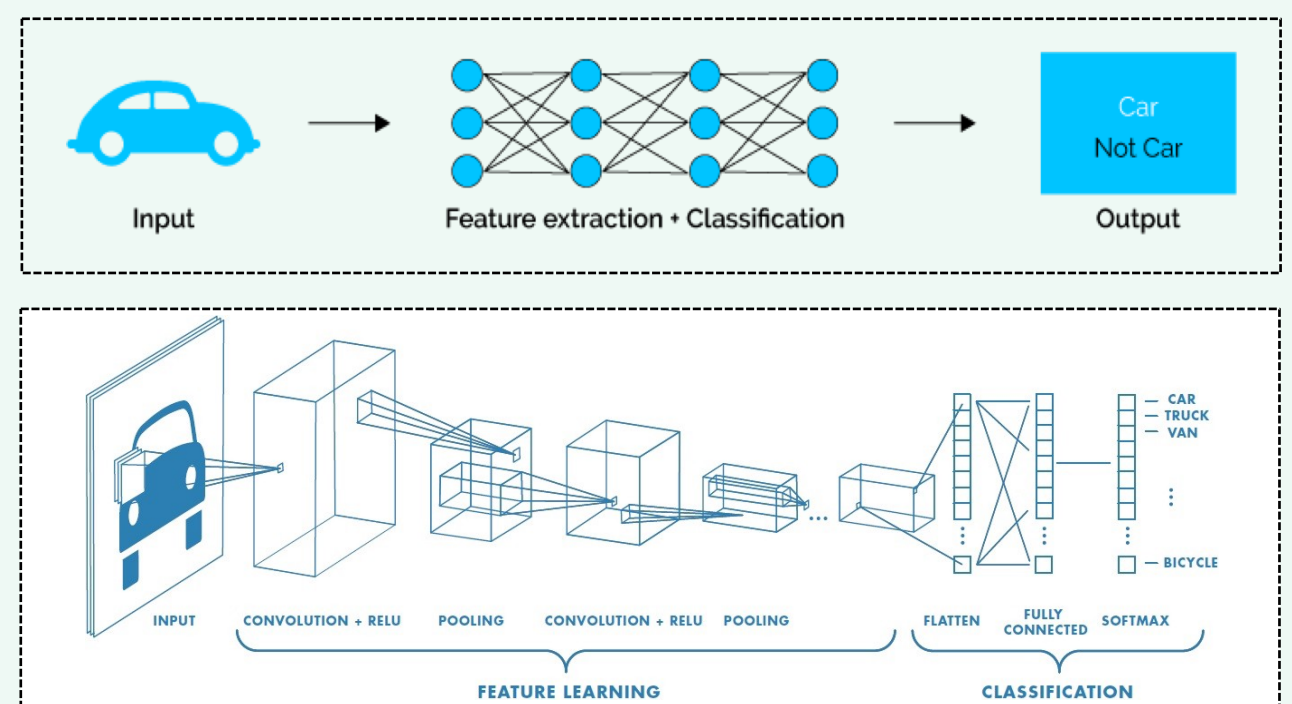 Car
Not Car
Input
Feature extraction + Classification
Output
CAR
TRUCK
VAN
BICYCLE
INPUT
CONVOLUTION + RELU
POOLING
CONVOLUTION + RELU
POOLING
FLATTEN
FULLY
CONNECTED
SOFTMAX
FEATURE LEARNING
CLASSIFICATION